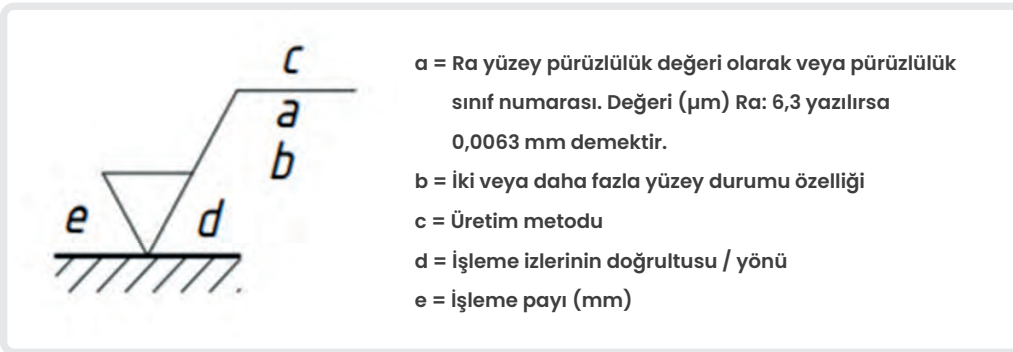 c
a
b
e
d
a = Ra yüzey pürüzlülük değeri olarak veya pürüzlülük
sınıf numarası. Değeri (µm) Ra: 6,3 yazılırsa
0,0063 mm demektir.
b = İki veya daha fazla yüzey durumu özelliği
c = Üretim metodu
d = İşleme izlerinin doğrultusu / yönü
e = İşleme payı (mm)